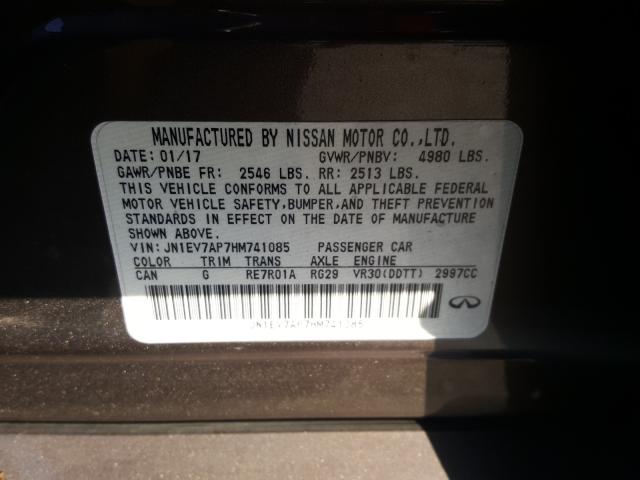 MANUFACTURED BY NISSAN MOTOR CO.,LTD.
DATE: 01/17 GVWR/PNBV: 4980 LBS.
GAWR/PNBE FR: 2546 LBS. RR: 2513 LBS.
THIS VEHICLE CONFORMS TO ALL APPLICABLE FEDERAL
MOTOR VEHICLE SAFETY, BUMPER, AND THEFT PREVENTION
STANDARDS IN EFFECT ON THE DATE OF MANUFACTURE
SHOWN ABOVE.
VIN: JN1EV7AP7HM741085 PASSENGER CAR
COLOR TRIM TRANS AXLE ENGINE
CAN G RE7R01A RG29 VR30(DDTT) 2997CC
JN1EV7AP7HM741085